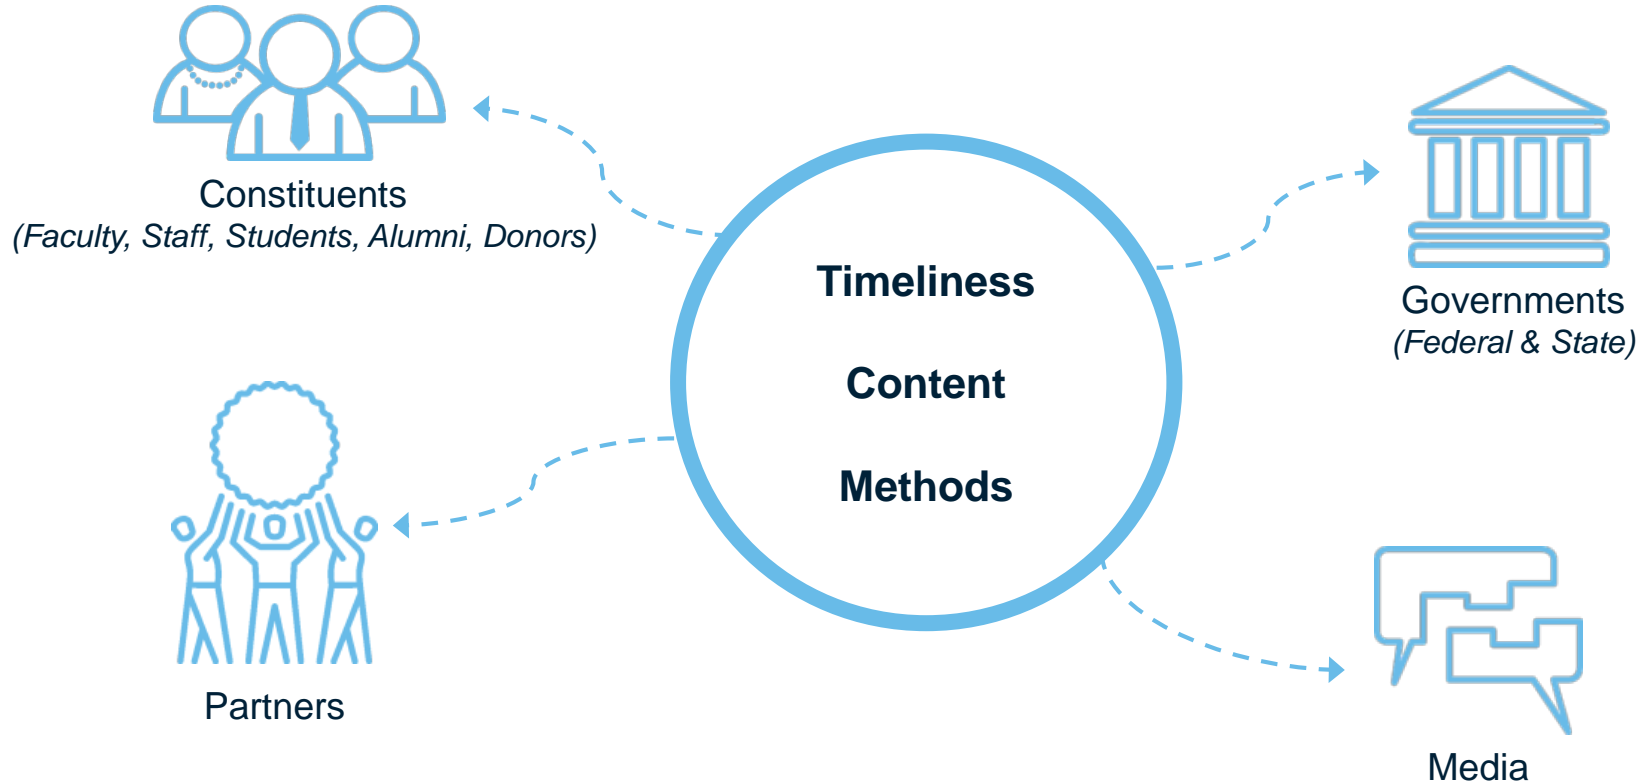 Constituents
(Faculty, Staff, Students, Alumni, Donors)
Timeliness
Content
Methods
Governments
(Federal & State)
Partners
Media